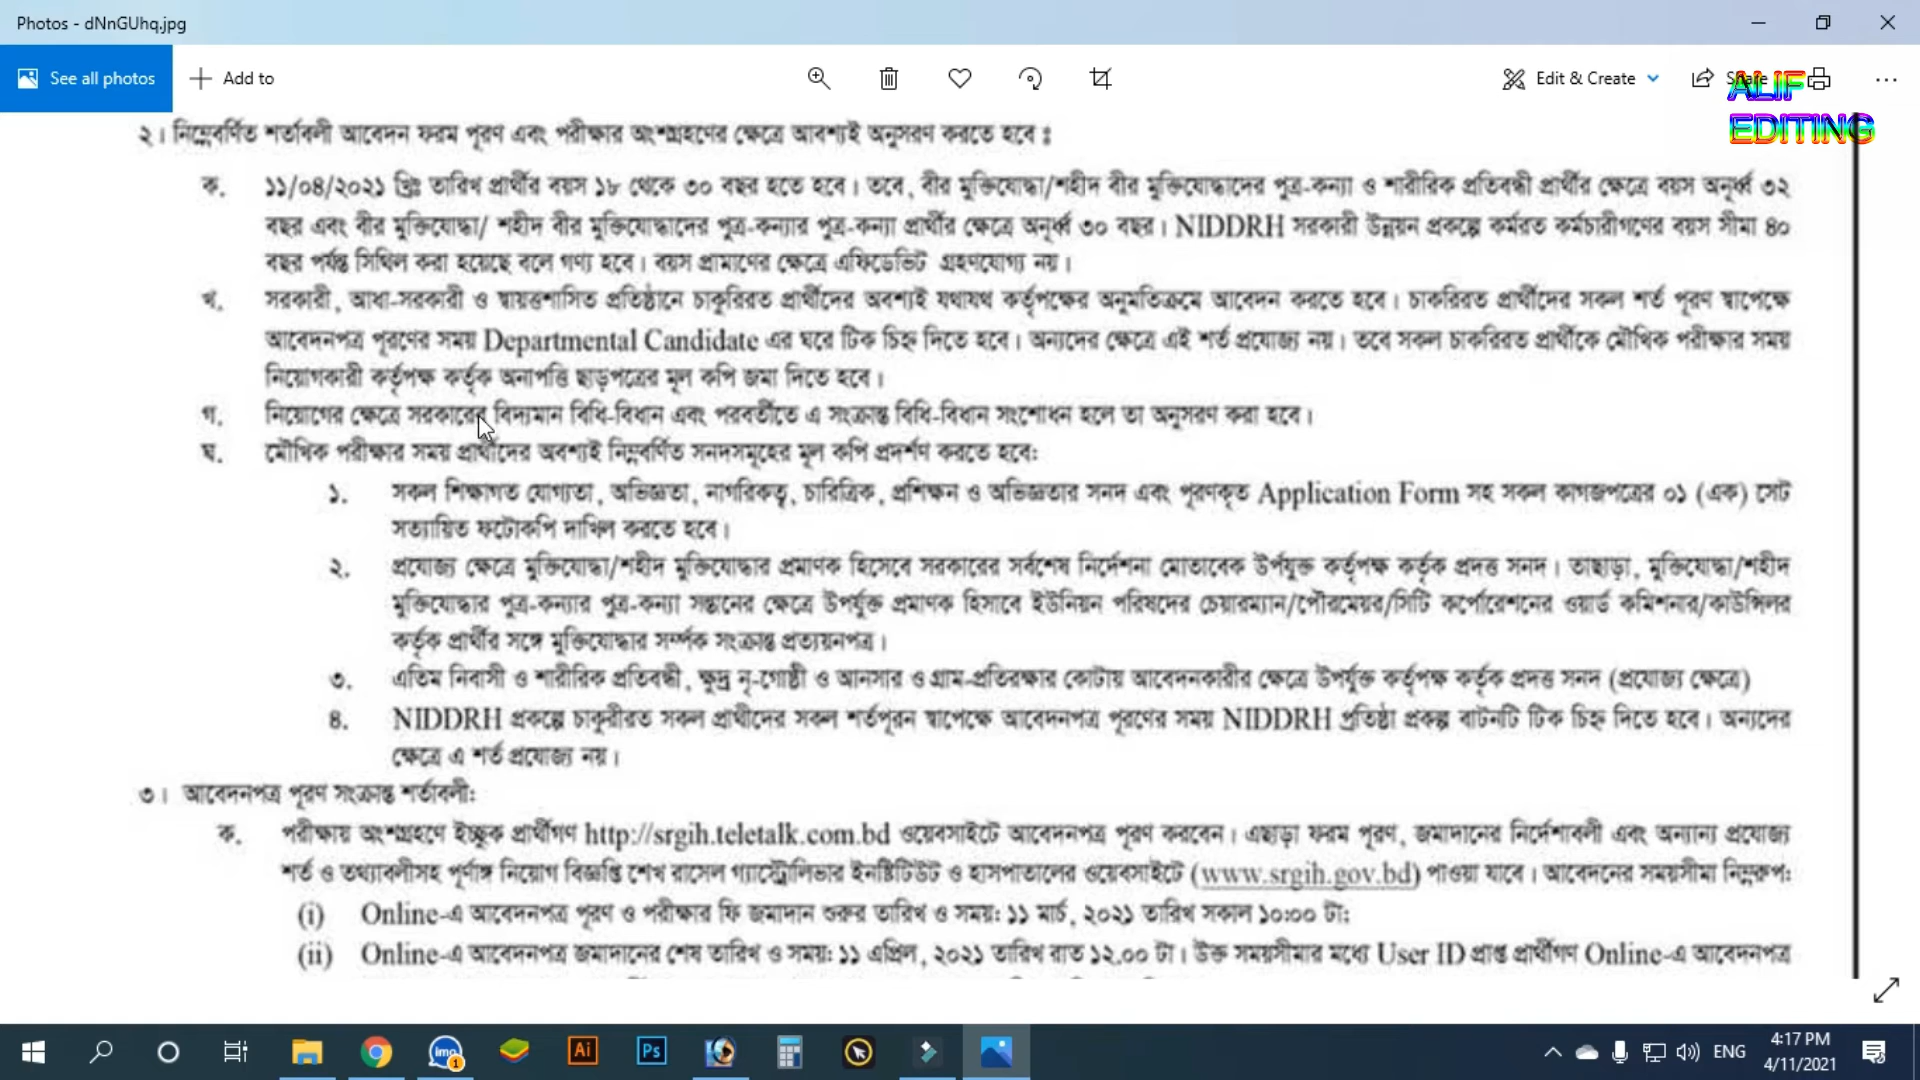 Photos - dNnGUhq.jpg
See all photos
Add to
Edit & Create
Share
ALIF
EDITING
২। নিম্নেবর্ণিত শর্তাবলী আবেদন ফরম পূরণ এবং পরীক্ষার অংশগ্রহণের ক্ষেত্রে আবশ্যই অনুসরণ করতে হবে ঃ
ক. ১১/০৪/২০২১ খ্রিঃ তারিখ প্রার্থীর বয়স ১৮ থেকে ৩০ বছর হতে হবে। তবে, বীর মুক্তিযোদ্ধা/শহীদ বীর মুক্তিযোদ্ধাদের পুত্র-কন্যা ও শারীরিক প্রতিবন্ধী প্রার্থীর ক্ষেত্রে বয়স অনূর্ধ্ব ৩২
বছর এবং বীর মুক্তিযোদ্ধা/ শহীদ বীর মুক্তিযোদ্ধাদের পুত্র-কন্যার পুত্র-কন্যা প্রার্থীর ক্ষেত্রে অনূর্ধ্ব ৩০ বছর। NIDDRH সরকারী উন্নয়ন প্রকল্পে কর্মরত কর্মচারীগণের বয়স সীমা ৪০
বছর পর্যন্ত সিথিল করা হয়েছে বলে গণ্য হবে। বয়স প্রামাণের ক্ষেত্রে এফিডেভিট গ্রহণযোগ্য নয়।
খ. সরকারী, আধা-সরকারী ও স্বায়ত্তশাসিত প্রতিষ্ঠানে চাকুরিরত প্রার্থীদের অবশ্যই যথাযথ কর্তৃপক্ষের অনুমতিক্রমে আবেদন করতে হবে। চাকরিরত প্রার্থীদের সকল শর্ত পূরণ স্বাপেক্ষে
আবেদনপত্র পূরণের সময় Departmental Candidate এর ঘরে টিক চিহ্ন দিতে হবে। অন্যদের ক্ষেত্রে এই শর্ত প্রযোজ্য নয়। তবে সকল চাকরিরত প্রার্থীকে মৌখিক পরীক্ষার সময়
নিয়োগকারী কর্তৃপক্ষ কর্তৃক অনাপত্তি ছাড়পত্রের মূল কপি জমা দিতে হবে।
গ. নিয়োগের ক্ষেত্রে সরকারের বিদ্যমান বিধি-বিধান এবং পরবর্তীতে এ সংক্রান্ত বিধি-বিধান সংশোধন হলে তা অনুসরণ করা হবে।
ঘ. মৌখিক পরীক্ষার সময় প্রার্থীদের অবশ্যই নিম্নবর্ণিত সনদসমূহের মূল কপি প্রদর্শণ করতে হবে:
১. সকল শিক্ষাগত যোগ্যতা, অভিজ্ঞতা, নাগরিকত্ব, চারিত্রিক, প্রশিক্ষন ও অভিজ্ঞতার সনদ এবং পূরণকৃত Application Form সহ সকল কাগজপত্রের ০১ (এক) সেট
সত্যায়িত ফটোকপি দাখিল করতে হবে।
২. প্রযোজ্য ক্ষেত্রে মুক্তিযোদ্ধা/শহীদ মুক্তিযোদ্ধার প্রমাণক হিসেবে সরকারের সর্বশেষ নির্দেশনা মোতাবেক উর্পযুক্ত কর্তৃপক্ষ কর্তৃক প্রদত্ত সনদ। তাছাড়া, মুক্তিযোদ্ধা/শহীদ
মুক্তিযোদ্ধার পুত্র-কন্যার পুত্র-কন্যা সন্তানের ক্ষেত্রে উপর্যুক্ত প্রমাণক হিসাবে ইউনিয়ন পরিষদের চেয়ারম্যান/পৌরমেয়র/সিটি কর্পোরেশনের ওয়ার্ড কমিশনার/কাউন্সিলর
কর্তৃক প্রার্থীর সঙ্গে মুক্তিযোদ্ধার সর্ম্পক সংক্রান্ত প্রত্যয়নপত্র।
৩. এতিম নিবাসী ও শারীরিক প্রতিবন্ধী, ক্ষুদ্র নৃ-গোষ্ঠী ও আনসার ও গ্রাম-প্রতিরক্ষার কোটায় আবেদনকারীর ক্ষেত্রে উপর্যুক্ত কর্তৃপক্ষ কর্তৃক প্রদত্ত সনদ (প্রযোজ্য ক্ষেত্রে)
৪. NIDDRH প্রকল্পে চাকুরীরত সকল প্রার্থীদের সকল শর্তপূরন স্বাপেক্ষে আবেদনপত্র পূরণের সময় NIDDRH প্রতিষ্ঠা প্রকল্প বাটনটি টিক চিহ্ন দিতে হবে। অন্যদের
ক্ষেত্রে এ শর্ত প্রযোজ্য নয়।
৩। আবেদনপত্র পূরণ সংক্রান্ত শর্তাবলী:
ক. পরীক্ষায় অংশগ্রহণে ইচ্ছুক প্রার্থীগণ http://srgih.teletalk.com.bd ওয়েবসাইটে আবেদনপত্র পূরণ করবেন। এছাড়া ফরম পূরণ, জমাদানের নির্দেশাবলী এবং অন্যান্য প্রযোজ্য
শর্ত ও তথ্যাবলীসহ পূর্ণাঙ্গ নিয়োগ বিজ্ঞপ্তি শেখ রাসেল গ্যাস্ট্রোলিভার ইনষ্টিটিউট ও হাসপাতালের ওয়েবসাইটে (www.srgih.gov.bd) পাওয়া যাবে। আবেদনের সময়সীমা নিম্নরূপ:
(i) Online-এ আবেদনপত্র পূরণ ও পরীক্ষার ফি জমাদান শুরুর তারিখ ও সময়: ১১ মার্চ, ২০২১ তারিখ সকাল ১০:০০ টা;
(ii) Online-এ আবেদনপত্র জমাদানের শেষ তারিখ ও সময়: ১১ এপ্রিল, ২০২১ তারিখ রাত ১২.০০ টা। উক্ত সময়সীমার মধ্যে User ID প্রাপ্ত প্রার্থীগণ Online-এ আবেদনপত্র
imo
1
Ai
Ps
ENG
4:17 PM
4/11/2021
3